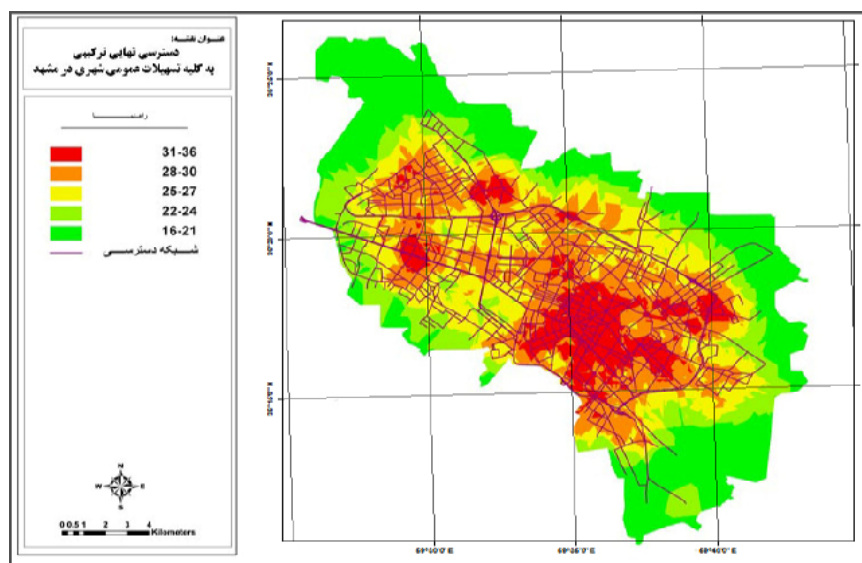 عنوان نقشه:
دسترسی نهایی ترکیبی
به کلیه تسهیلات عمومی شهری در مشهد
راهنما
31-36
28-30
25-27
22-24
16-21
شبکه دسترسی
N
W E
S
0 0.5 1 2 3 4
Kilometers